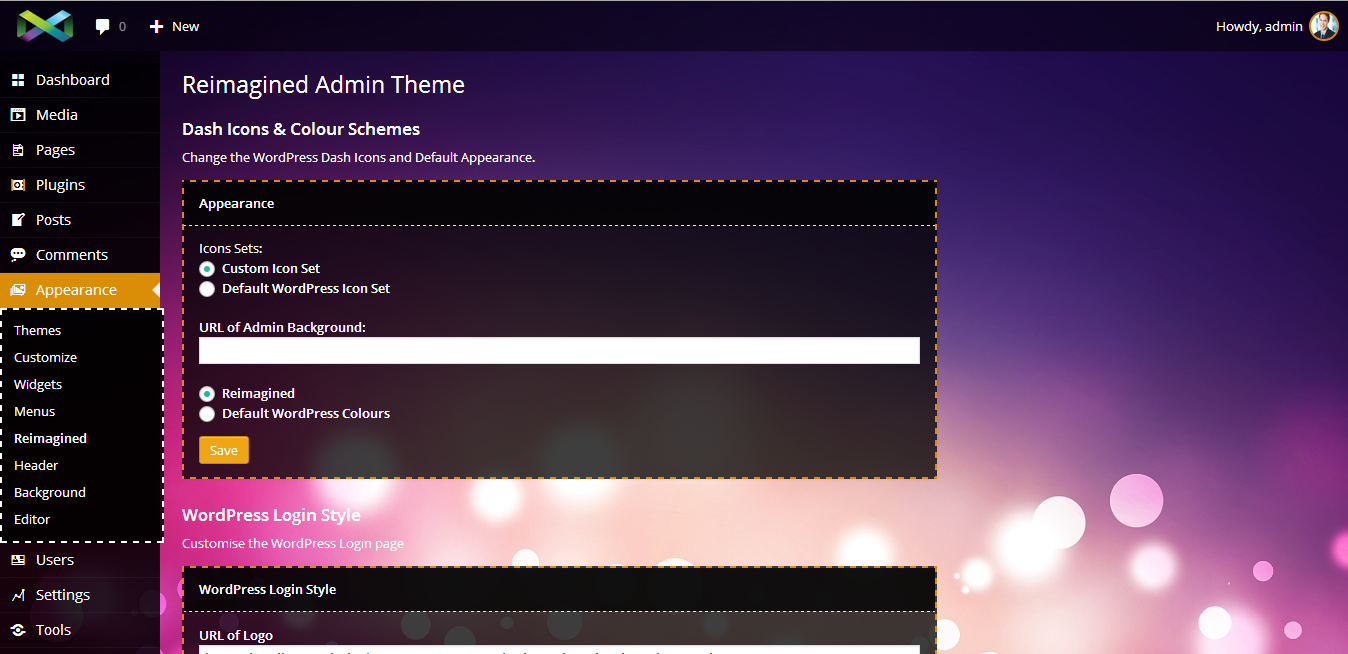 0
New
Howdy, admin
Dashboard
Media
Pages
Plugins
Posts
Comments
Appearance
Themes
Customize
Widgets
Menus
Reimagined
Header
Background
Editor
Users
Settings
Tools
Reimagined Admin Theme
Dash Icons & Colour Schemes
Change the WordPress Dash Icons and Default Appearance.
Appearance
Icons Sets:
Custom Icon Set
Default WordPress Icon Set
URL of Admin Background:
Reimagined
Default WordPress Colours
Save
WordPress Login Style
Customise the WordPress Login page
WordPress Login Style
URL of Logo